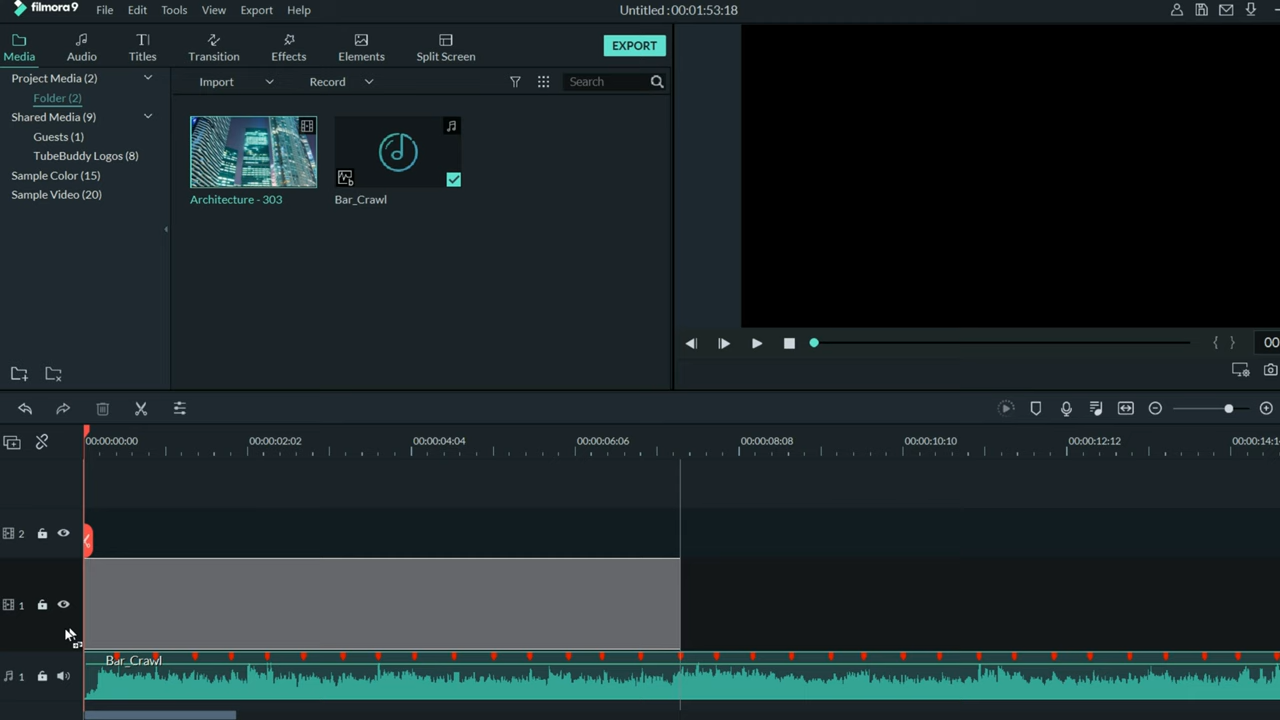 filmora9 File Edit Tools View Export Help Untitled : 00:01:53:18
Media Audio Titles Transition Effects Elements Split Screen EXPORT
Project Media (2)
Folder (2)
Shared Media (9)
Guests (1)
TubeBuddy Logos (8)
Sample Color (15)
Sample Video (20)
Import Record Search
Architecture - 303 Bar_Crawl
00
00:00:00:00 00:00:02:02 00:00:04:04 00:00:06:06 00:00:08:08 00:00:10:10 00:00:12:12 00:00:14:14
2
1
Bar_Crawl
1